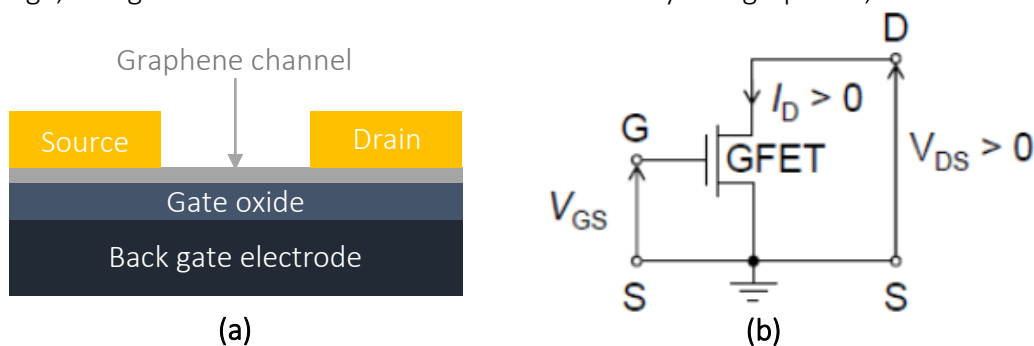 Graphene channel
Source
Drain
Gate oxide
Back gate electrode
(a)
D
I_D > 0
G
GFET
V_DS > 0
V_GS
S
S
(b)